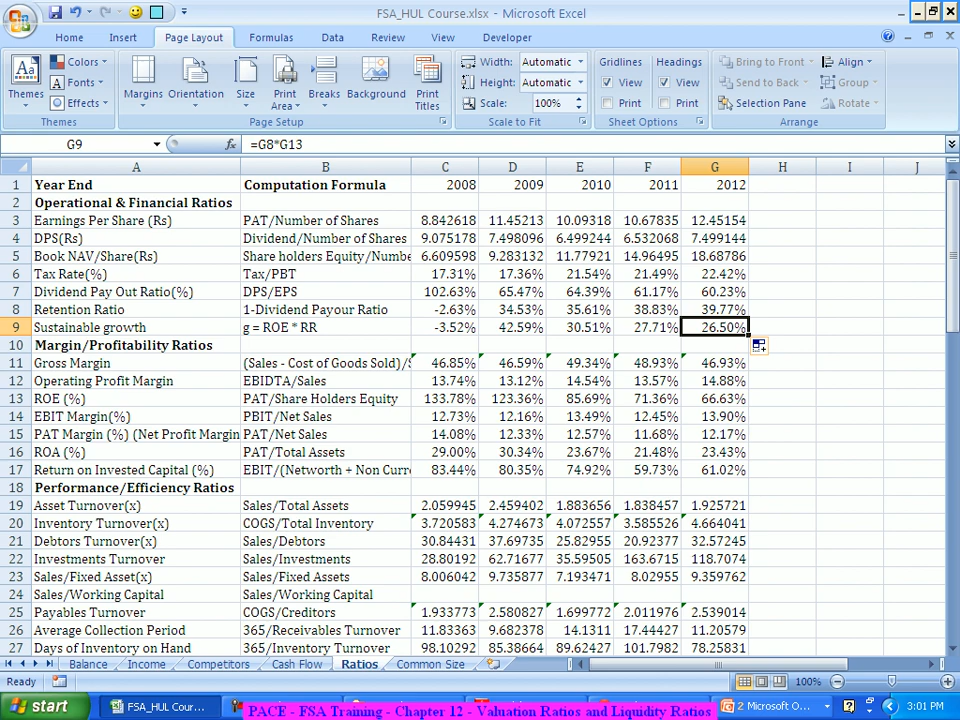 FSA_HUL Course.xlsx - Microsoft Excel
Home Insert Page Layout Formulas Data Review View Developer
Themes Colors Fonts Effects Margins Orientation Size Print Area Breaks Background Print Titles Width: Automatic Height: Automatic Scale: 100% Gridlines View Print Headings View Print Bring to Front Send to Back Selection Pane Align Group Rotate
Themes Page Setup Scale to Fit Sheet Options Arrange
G9 fx =G8*G13
A B C D E F G H I J
1 Year End Computation Formula 2008 2009 2010 2011 2012
2 Operational & Financial Ratios
3 Earnings Per Share (Rs) PAT/Number of Shares 8.842618 11.45213 10.09318 10.67835 12.45154
4 DPS(Rs) Dividend/Number of Shares 9.075178 7.498096 6.499244 6.532068 7.499144
5 Book NAV/Share(Rs) Share holders Equity/Numbe 6.609598 9.283132 11.77921 14.96495 18.68786
6 Tax Rate(%) Tax/PBT 17.31% 17.36% 21.54% 21.49% 22.42%
7 Dividend Pay Out Ratio(%) DPS/EPS 102.63% 65.47% 64.39% 61.17% 60.23%
8 Retention Ratio 1-Dividend Payour Ratio -2.63% 34.53% 35.61% 38.83% 39.77%
9 Sustainable growth g = ROE * RR -3.52% 42.59% 30.51% 27.71% 26.50%
10 Margin/Profitability Ratios
11 Gross Margin (Sales - Cost of Goods Sold)/S 46.85% 46.59% 49.34% 48.93% 46.93%
12 Operating Profit Margin EBIDTA/Sales 13.74% 13.12% 14.54% 13.57% 14.88%
13 ROE (%) PAT/Share Holders Equity 133.78% 123.36% 85.69% 71.36% 66.63%
14 EBIT Margin(%) PBIT/Net Sales 12.73% 12.16% 13.49% 12.45% 13.90%
15 PAT Margin (%) (Net Profit Margin PAT/Net Sales 14.08% 12.33% 12.57% 11.68% 12.17%
16 ROA (%) PAT/Total Assets 29.00% 30.34% 23.67% 21.48% 23.43%
17 Return on Invested Capital (%) EBIT/(Networth + Non Curre 83.44% 80.35% 74.92% 59.73% 61.02%
18 Performance/Efficiency Ratios
19 Asset Turnover(x) Sales/Total Assets 2.059945 2.459402 1.883656 1.838457 1.925721
20 Inventory Turnover(x) COGS/Total Inventory 3.720583 4.274673 4.072557 3.585526 4.664041
21 Debtors Turnover(x) Sales/Debtors 30.84431 37.69735 25.82955 20.92377 32.57245
22 Investments Turnover Sales/Investments 28.80192 62.71677 35.59505 163.6715 118.7074
23 Sales/Fixed Asset(x) Sales/Fixed Assets 8.006042 9.735877 7.193471 8.02955 9.359762
24 Sales/Working Capital Sales/Working Capital
25 Payables Turnover COGS/Creditors 1.933773 2.580827 1.699772 2.011976 2.539014
26 Average Collection Period 365/Receivables Turnover 11.83363 9.682378 14.1311 17.44427 11.20579
27 Days of Inventory on Hand 365/Inventory Turnover 98.10292 85.38664 89.62427 101.7982 78.25831
Balance Income Competitors Cash Flow Ratios Common Size
Ready 100%
start FSA_HUL Cour... 2 Microsoft O... 3:01 PM
PACE - FSA Training - Chapter 12 - Valuation Ratios and Liquidity Ratios